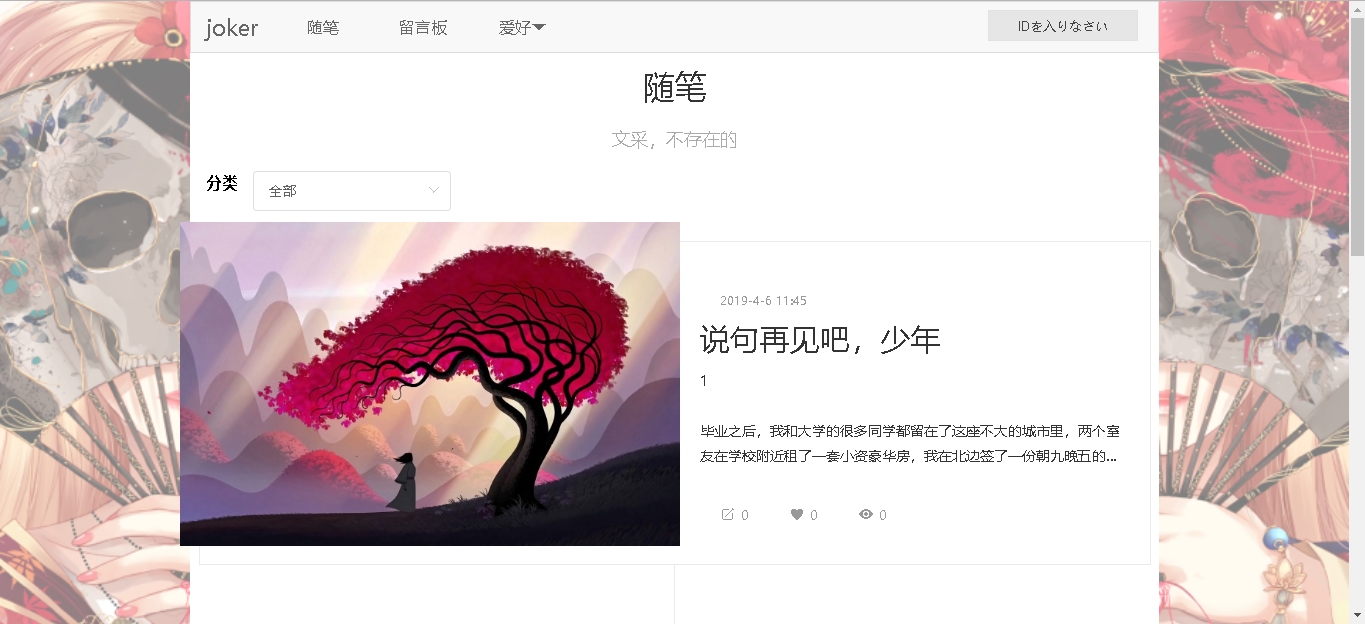 joker 随笔 留言板 爱好 IDを入りなさい
随笔
文采，不存在的
分类 全部
2019-4-6 11:45
说句再见吧，少年
1
毕业之后，我和大学的很多同学都留在了这座不大的城市里，两个室
友在学校附近租了一套小资豪华房，我在北边签了一份朝九晚五的...
0 0 0